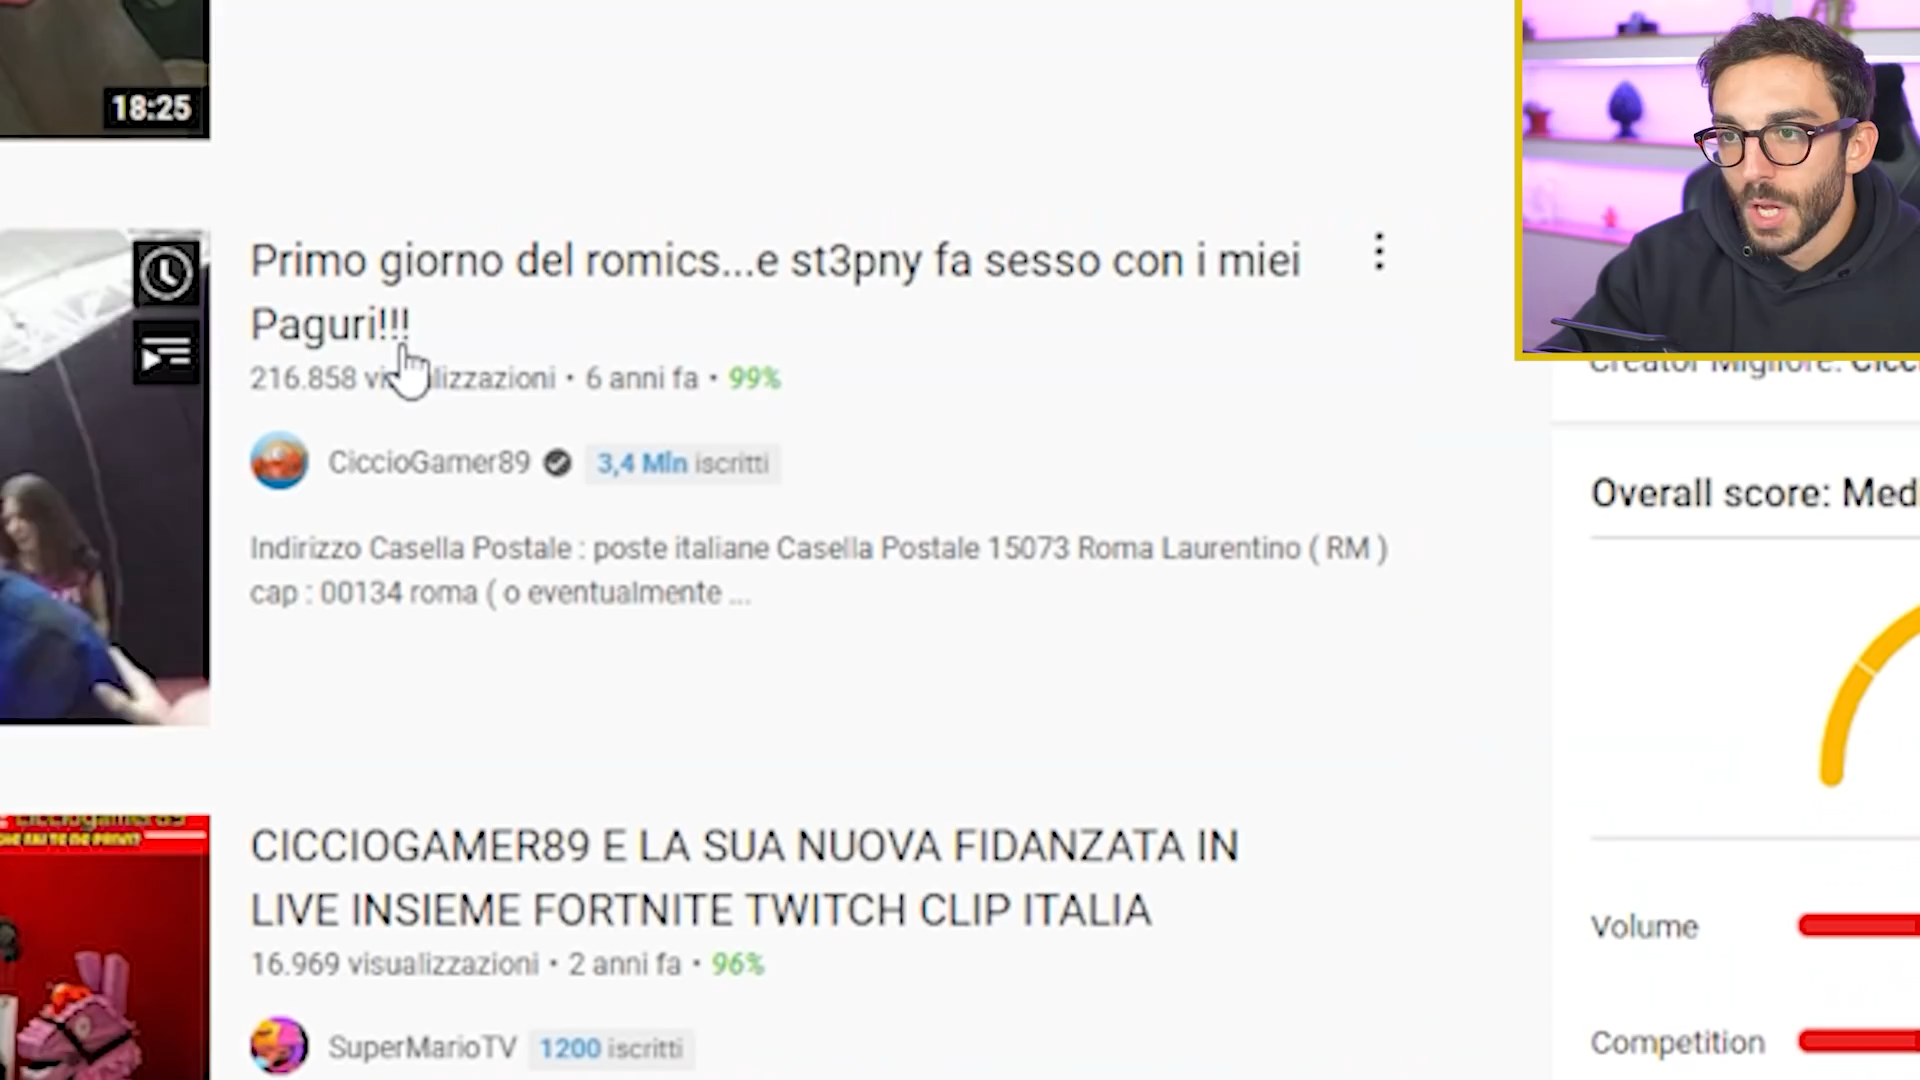 18:25
Primo giorno del romics...e st3pny fa sesso con i miei
Paguri!!!
216.858 visualizzazioni • 6 anni fa • 99%
CiccioGamer89 3,4 Mln iscritti
Indirizzo Casella Postale : poste italiane Casella Postale 15073 Roma Laurentino ( RM )
cap : 00134 roma ( o eventualmente ...
Creator Migliore: Cicc
Overall score: Med
CICCIOGAMER89 E LA SUA NUOVA FIDANZATA IN
LIVE INSIEME FORTNITE TWITCH CLIP ITALIA
16.969 visualizzazioni • 2 anni fa • 96%
SuperMarioTV 1200 iscritti
Volume
Competition